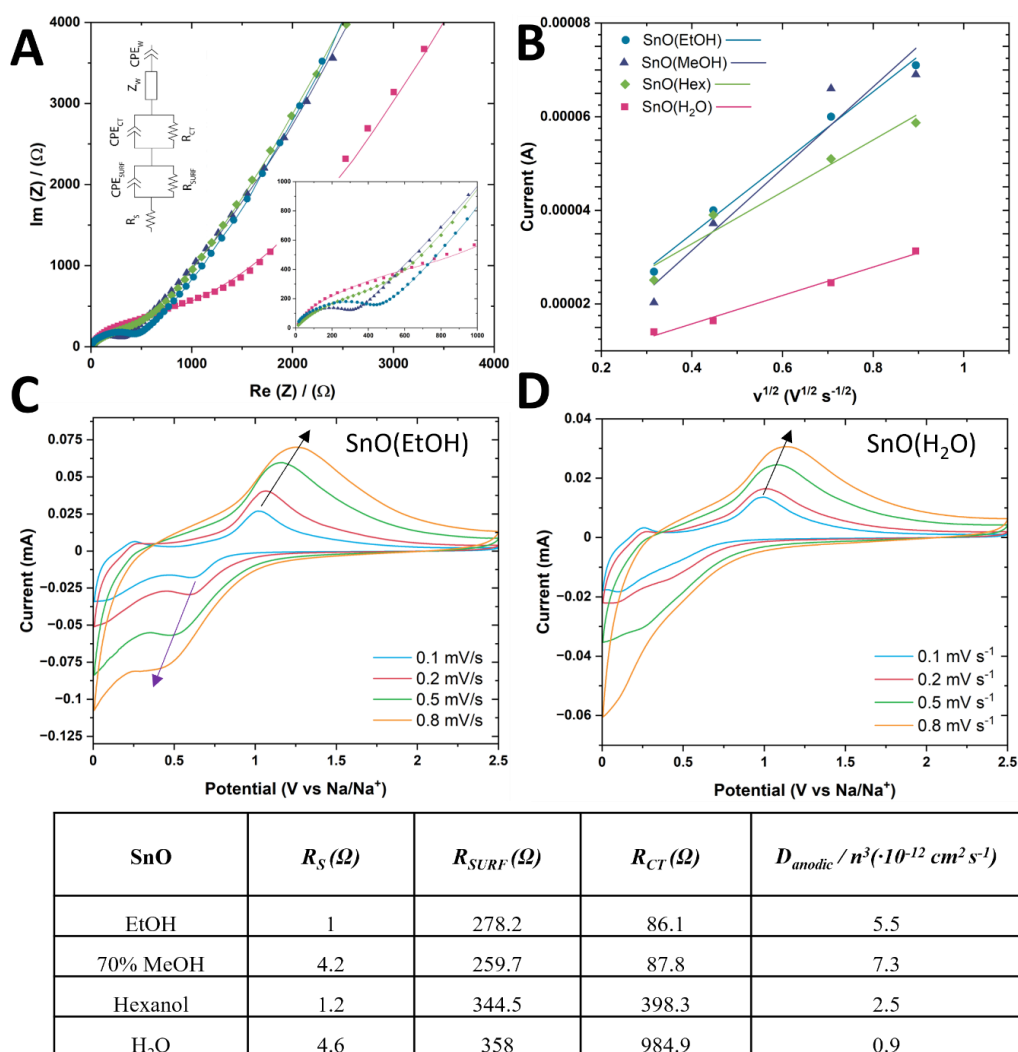 A
Im (Z) / (Ω)
4000
3000
2000
1000
0
0 1000 2000 3000 4000
Re (Z) / (Ω)
CPE_W
Z_W
CPE_CT
R_CT
CPE_SURF
R_SURF
R_S
1000
800
600
400
200
0
0 200 400 600 800 1000
B
Current (A)
0.00008
0.00006
0.00004
0.00002
0.2 0.4 0.6 0.8 1
v^1/2 (V^1/2 s^-1/2)
SnO(EtOH)
SnO(MeOH)
SnO(Hex)
SnO(H₂O)
C
SnO(EtOH)
Current (mA)
0.075
0.05
0.025
0
−0.025
−0.05
−0.075
−0.1
−0.125
0 0.5 1 1.5 2 2.5
Potential (V vs Na/Na⁺)
0.1 mV/s
0.2 mV/s
0.5 mV/s
0.8 mV/s
D
SnO(H₂O)
Current (mA)
0.04
0.02
0
−0.02
−0.04
−0.06
0 0.5 1 1.5 2 2.5
Potential (V vs Na/Na⁺)
0.1 mV s⁻¹
0.2 mV s⁻¹
0.5 mV s⁻¹
0.8 mV s⁻¹
SnO R_S (Ω) R_SURF (Ω) R_CT (Ω) D_anodic / n³(·10⁻¹² cm² s⁻¹)
EtOH 1 278.2 86.1 5.5
70% MeOH 4.2 259.7 87.8 7.3
Hexanol 1.2 344.5 398.3 2.5
H₂O 4.6 358 984.9 0.9